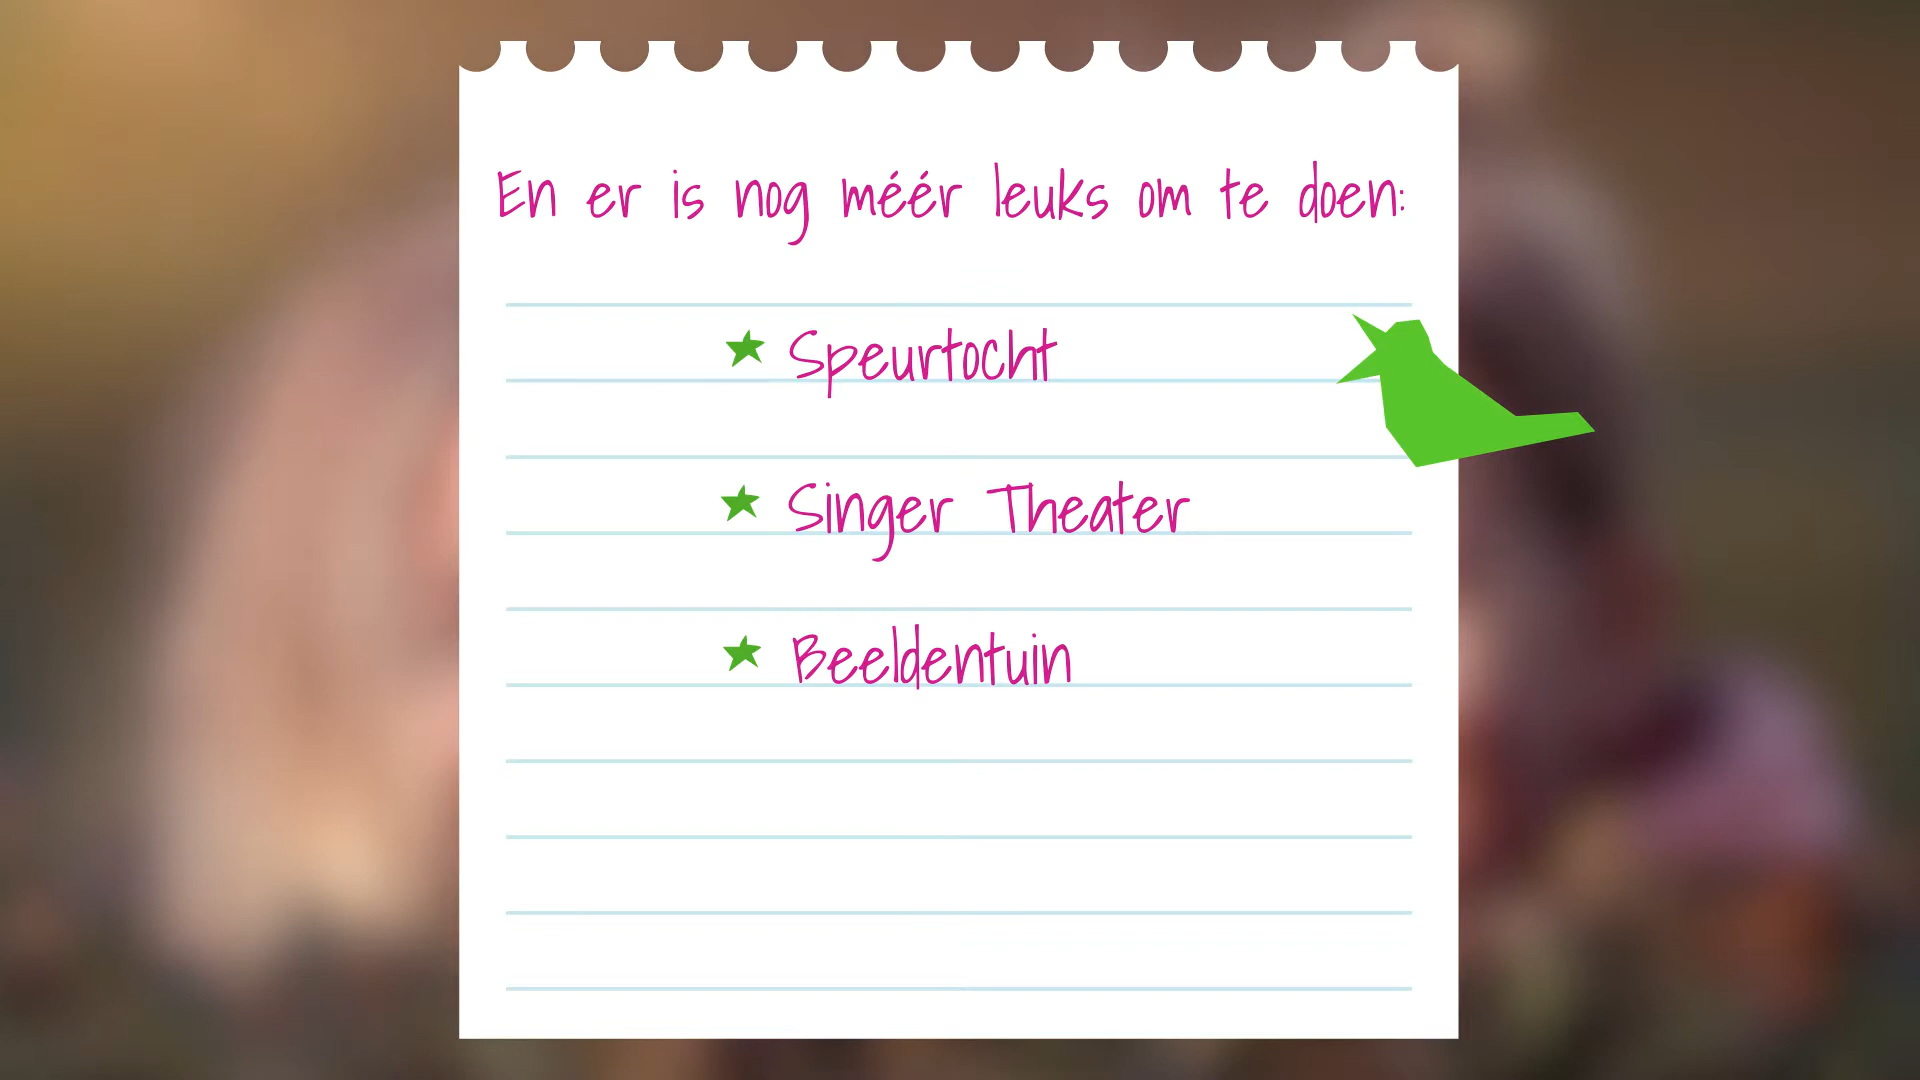 En er is nog méér leuks om te doen:
Speurtocht
Singer Theater
Beeldentuin